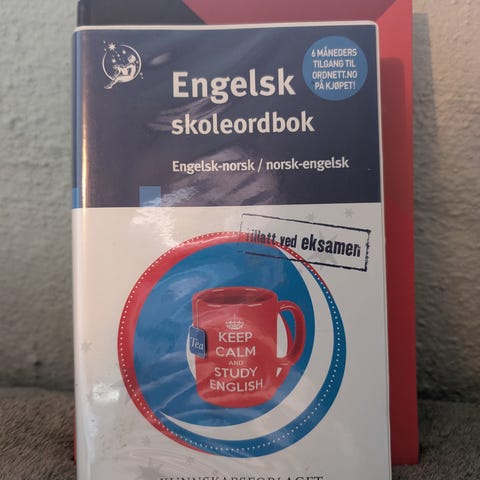 6 MÅNEDERS
TILGANG TIL
ORDNETT.NO
PÅ KJØPET!
Engelsk
skoleordbok
Engelsk-norsk / norsk-engelsk
Tillatt ved eksamen
Tea
KEEP
CALM
AND
STUDY
ENGLISH
KUNNSKAPSFORLAGET